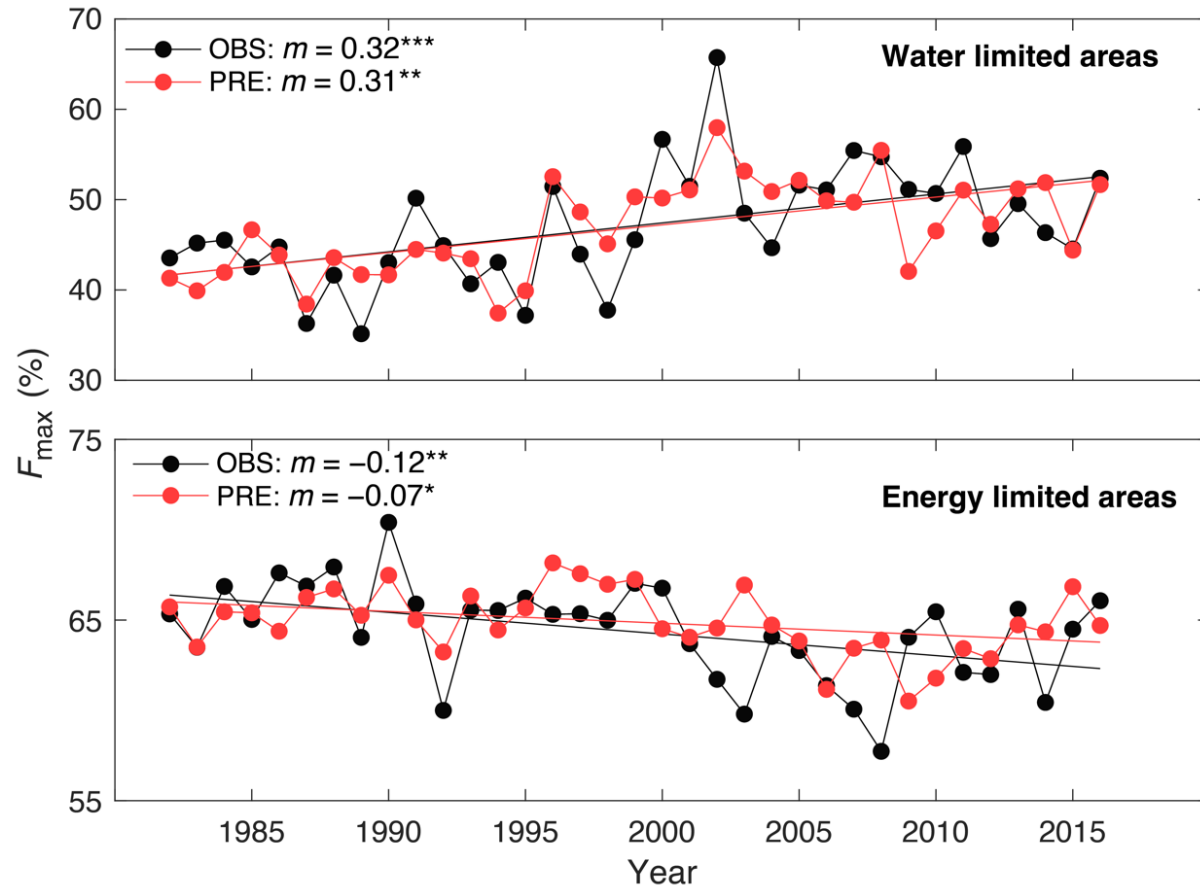 70
60
50
40
30
OBS: m = 0.32***
PRE: m = 0.31**
Water limited areas
Fmax (%)
75
65
55
OBS: m = −0.12**
PRE: m = −0.07*
Energy limited areas
1985 1990 1995 2000 2005 2010 2015
Year